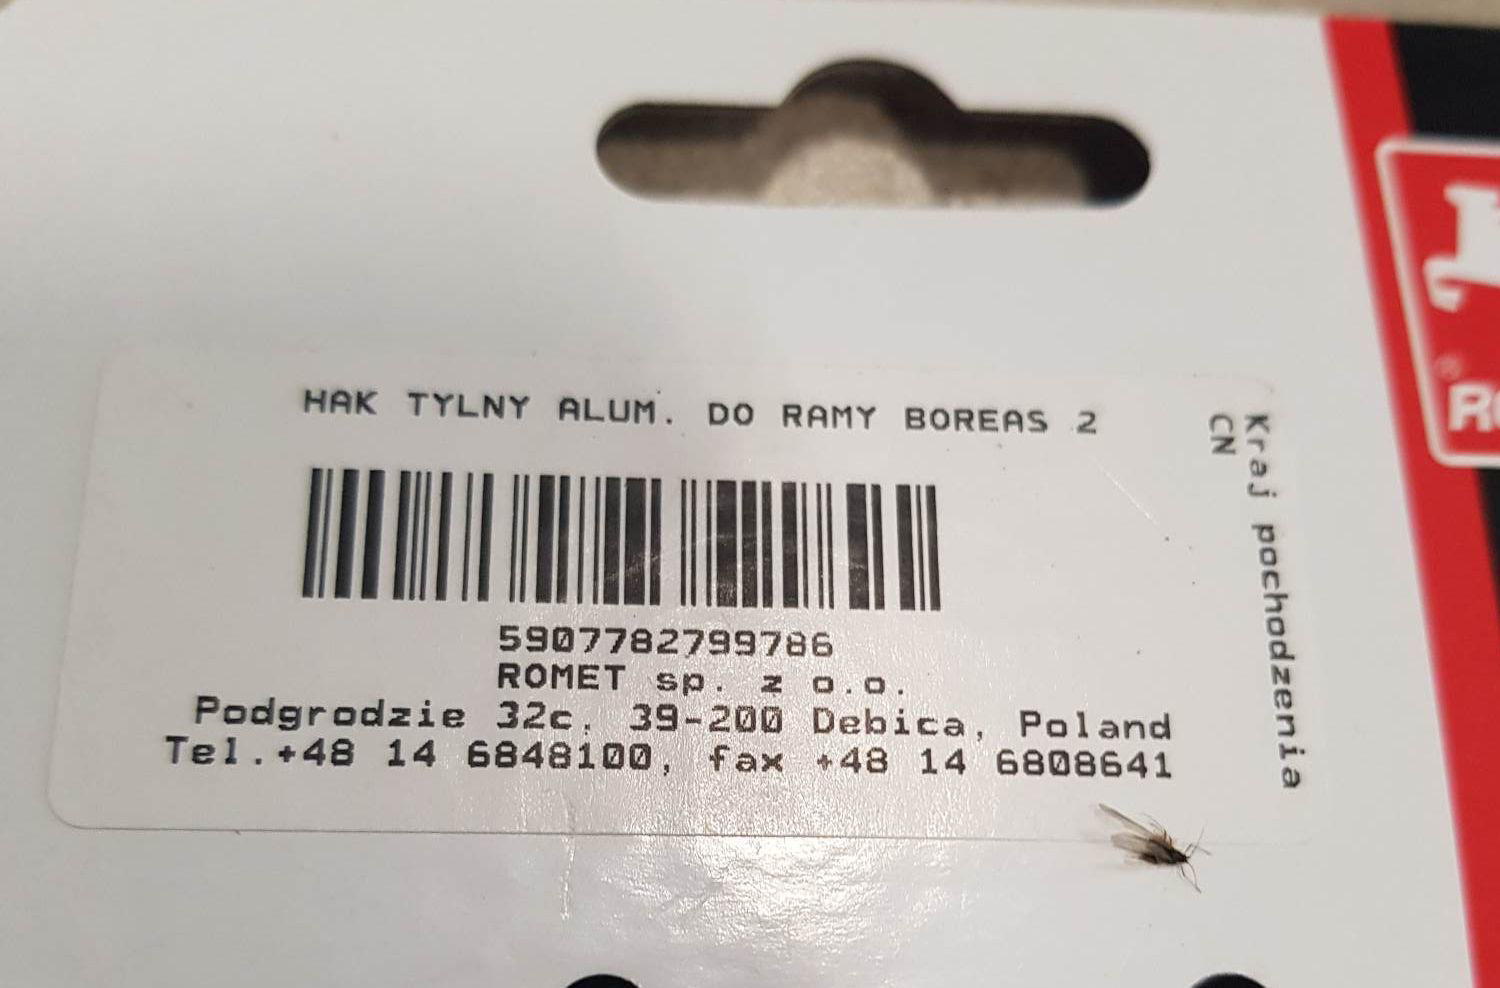 HAK TYLNY ALUM. DO RAMY BOREAS 2
5907782799786
ROMET sp. z o.o.
Podgrodzie 32c, 39-200 Debica, Poland
Tel.+48 14 6848100, fax +48 14 6808641
Kraj pochodzenia
CN